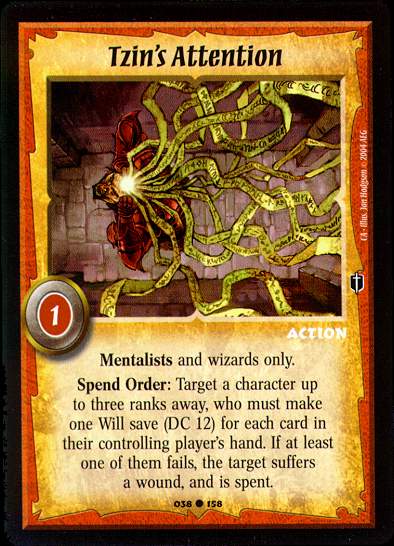 Tzin's Attention
CA • Illus. Jon Hodgson © 2004 AEG
1
ACTION
Mentalists and wizards only.
Spend Order: Target a character up
to three ranks away, who must make
one Will save (DC 12) for each card in
their controlling player's hand. If at least
one of them fails, the target suffers
a wound, and is spent.
038 ● 158